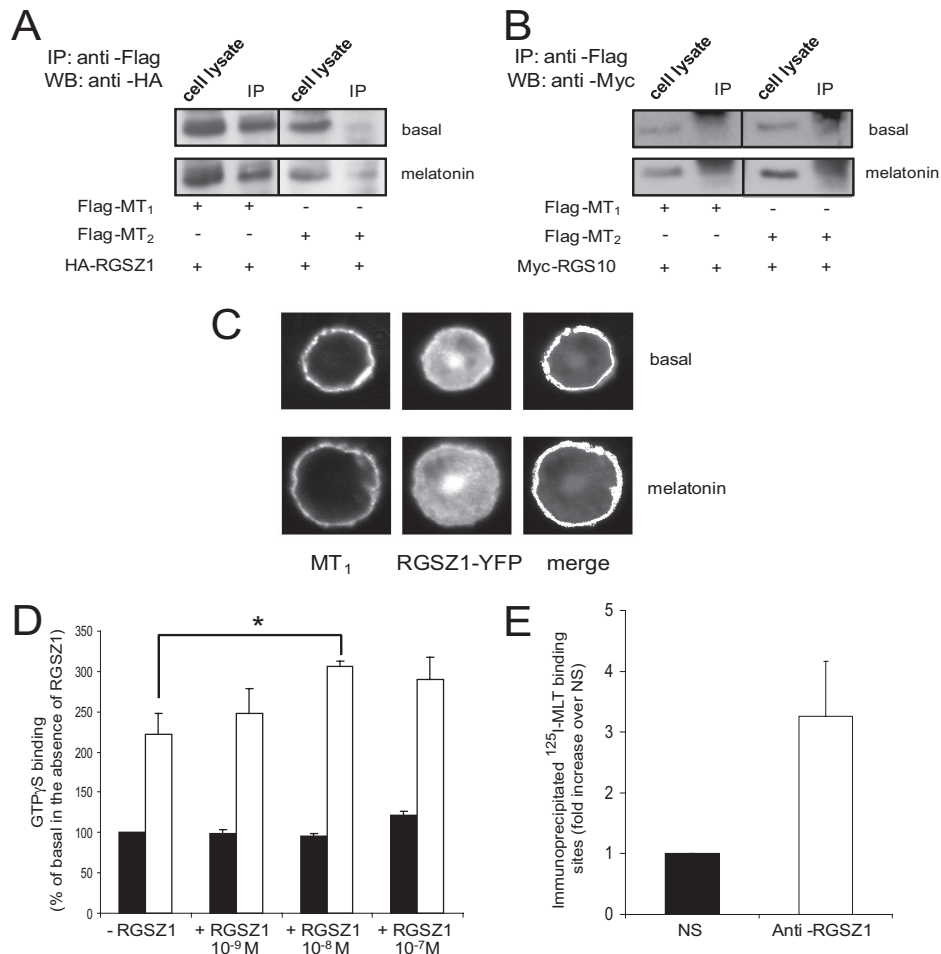 A
IP: anti -Flag
WB: anti -HA
cell lysate
IP
cell lysate
IP
basal
melatonin
Flag-MT1 + + - -
Flag-MT2 - - + +
HA-RGSZ1 + + + +
B
IP: anti -Flag
WB: anti -Myc
cell lysate
IP
cell lysate
IP
basal
melatonin
Flag-MT1 + + - -
Flag-MT2 - - + +
Myc-RGS10 + + + +
C
basal
melatonin
MT1 RGSZ1-YFP merge
D
GTPγS binding
(% of basal in the absence of RGSZ1)
350
300
250
200
150
100
50
0
*
- RGSZ1
+ RGSZ1
10-9 M
+ RGSZ1
10-8 M
+ RGSZ1
10-7M
E
Immunoprecipitated 125I-MLT binding
sites (fold increase over NS)
5
4
3
2
1
0
NS
Anti -RGSZ1